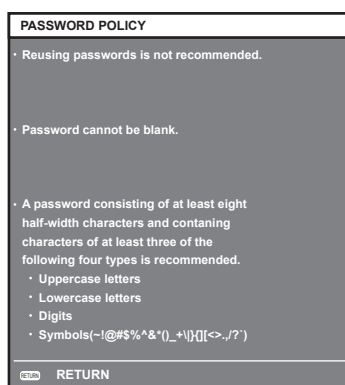 PASSWORD POLICY
・Reusing passwords is not recommended.
・Password cannot be blank.
・A password consisting of at least eight
half-width characters and contaning
characters of at least three of the
following four types is recommended.
・Uppercase letters
・Lowercase letters
・Digits
・Symbols(~!@#$%^&*()_+\|}{][<>.,/?`)
RETURN RETURN